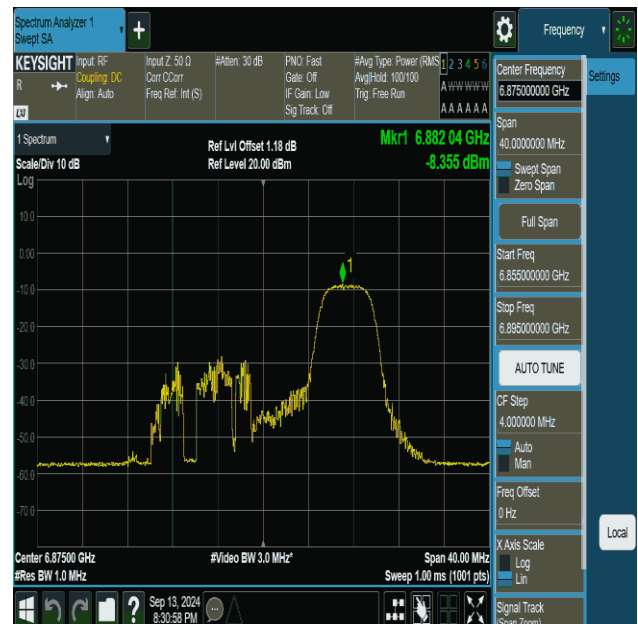 Spectrum Analyzer 1
Swept SA
+
Frequency
KEYSIGHT
R
LXI
Input: RF
Coupling: DC
Align: Auto
Input Z: 50 Ω
Corr CCorr
Freq Ref: Int (S)
#Atten: 30 dB
PNO: Fast
Gate: Off
IF Gain: Low
Sig Track: Off
#Avg Type: Power (RMS
Avg|Hold: 100/100
Trig: Free Run
1 2 3 4 5 6
A W W W W W
A A A A A A
1 Spectrum
Scale/Div 10 dB
Log
Ref Lvl Offset 1.18 dB
Ref Level 20.00 dBm
Mkr1 6.882 04 GHz
-8.355 dBm
10.0
0.00
-10.0
-20.0
-30.0
-40.0
-50.0
-60.0
-70.0
1
Center 6.87500 GHz
#Res BW 1.0 MHz
#Video BW 3.0 MHz*
Span 40.00 MHz
Sweep 1.00 ms (1001 pts)
Center Frequency
6.875000000 GHz
Settings
Span
40.0000000 MHz
Swept Span
Zero Span
Full Span
Start Freq
6.855000000 GHz
Stop Freq
6.895000000 GHz
AUTO TUNE
CF Step
4.000000 MHz
Auto
Man
Freq Offset
0 Hz
X Axis Scale
Log
Lin
Signal Track
(Span Zoom)
Local
?
Sep 13, 2024
8:30:58 PM